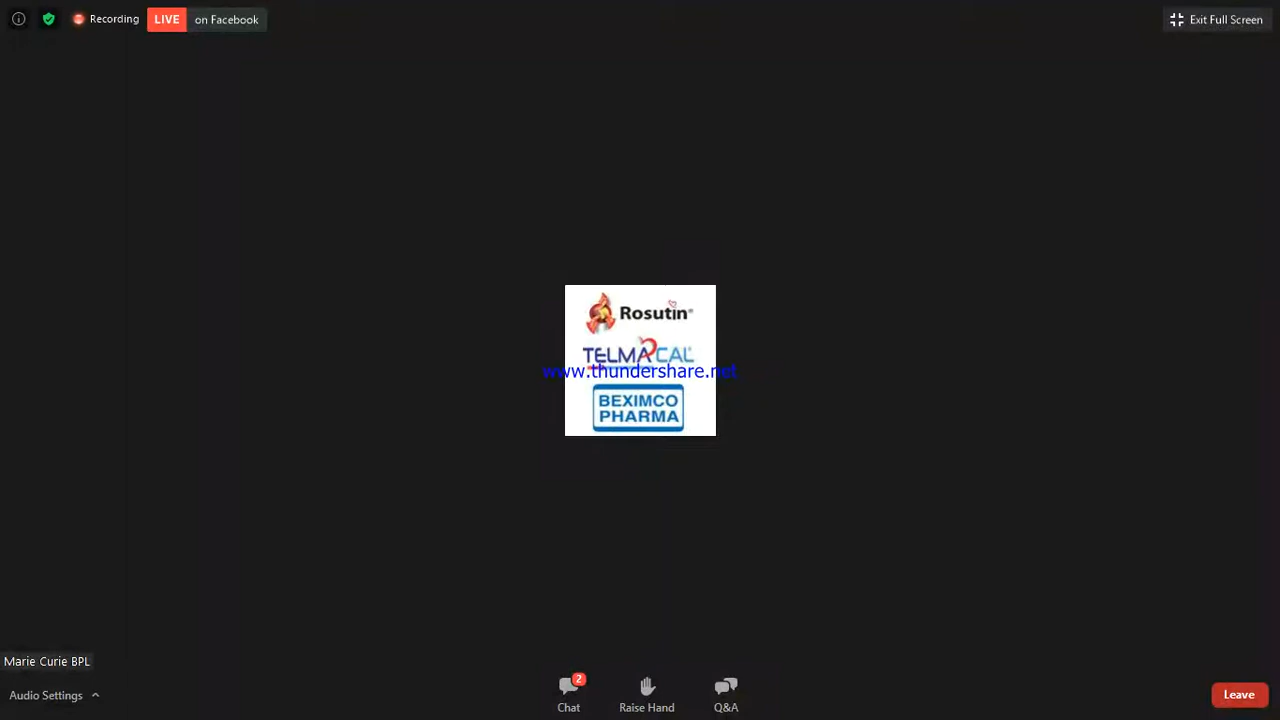 Recording
LIVE on Facebook
Exit Full Screen
Rosutin®
TELMACAL®
www.thundershare.net
BEXIMCO
PHARMA
Marie Curie BPL
Audio Settings
2
Chat
Raise Hand
Q&A
Leave